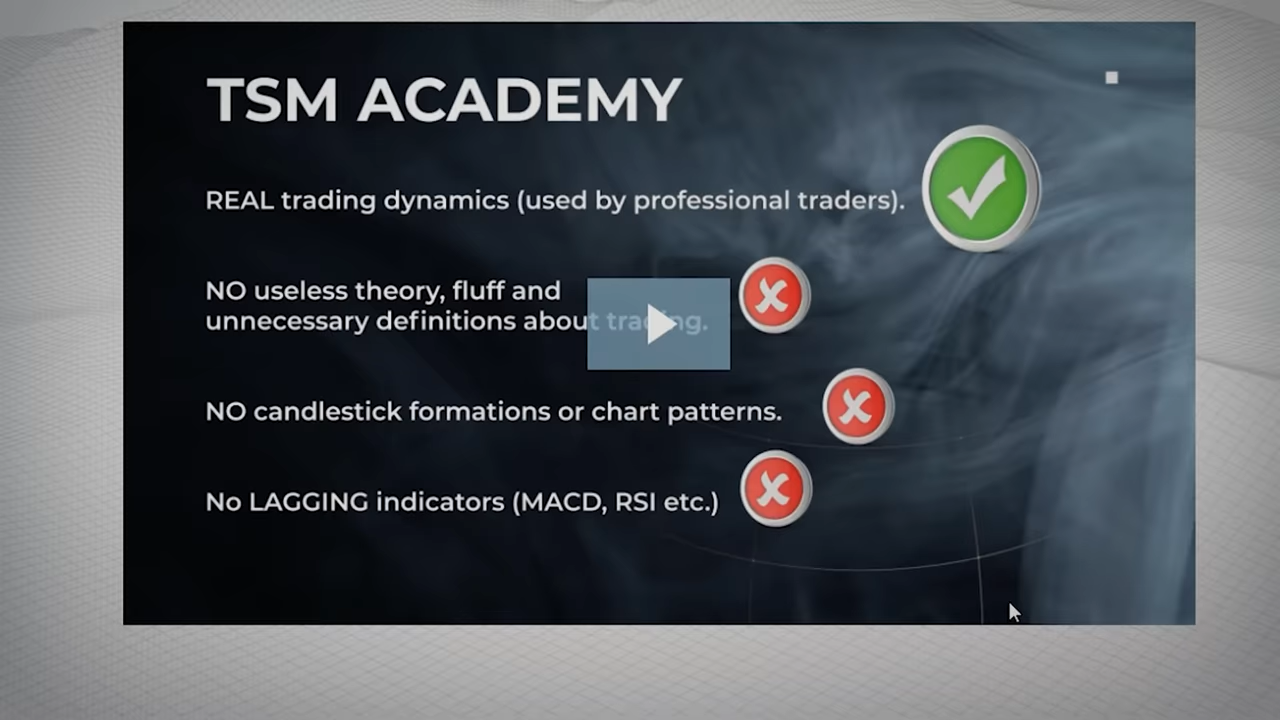 TSM ACADEMY
REAL trading dynamics (used by professional traders).
NO useless theory, fluff and
unnecessary definitions about trading.
NO candlestick formations or chart patterns.
No LAGGING indicators (MACD, RSI etc.)